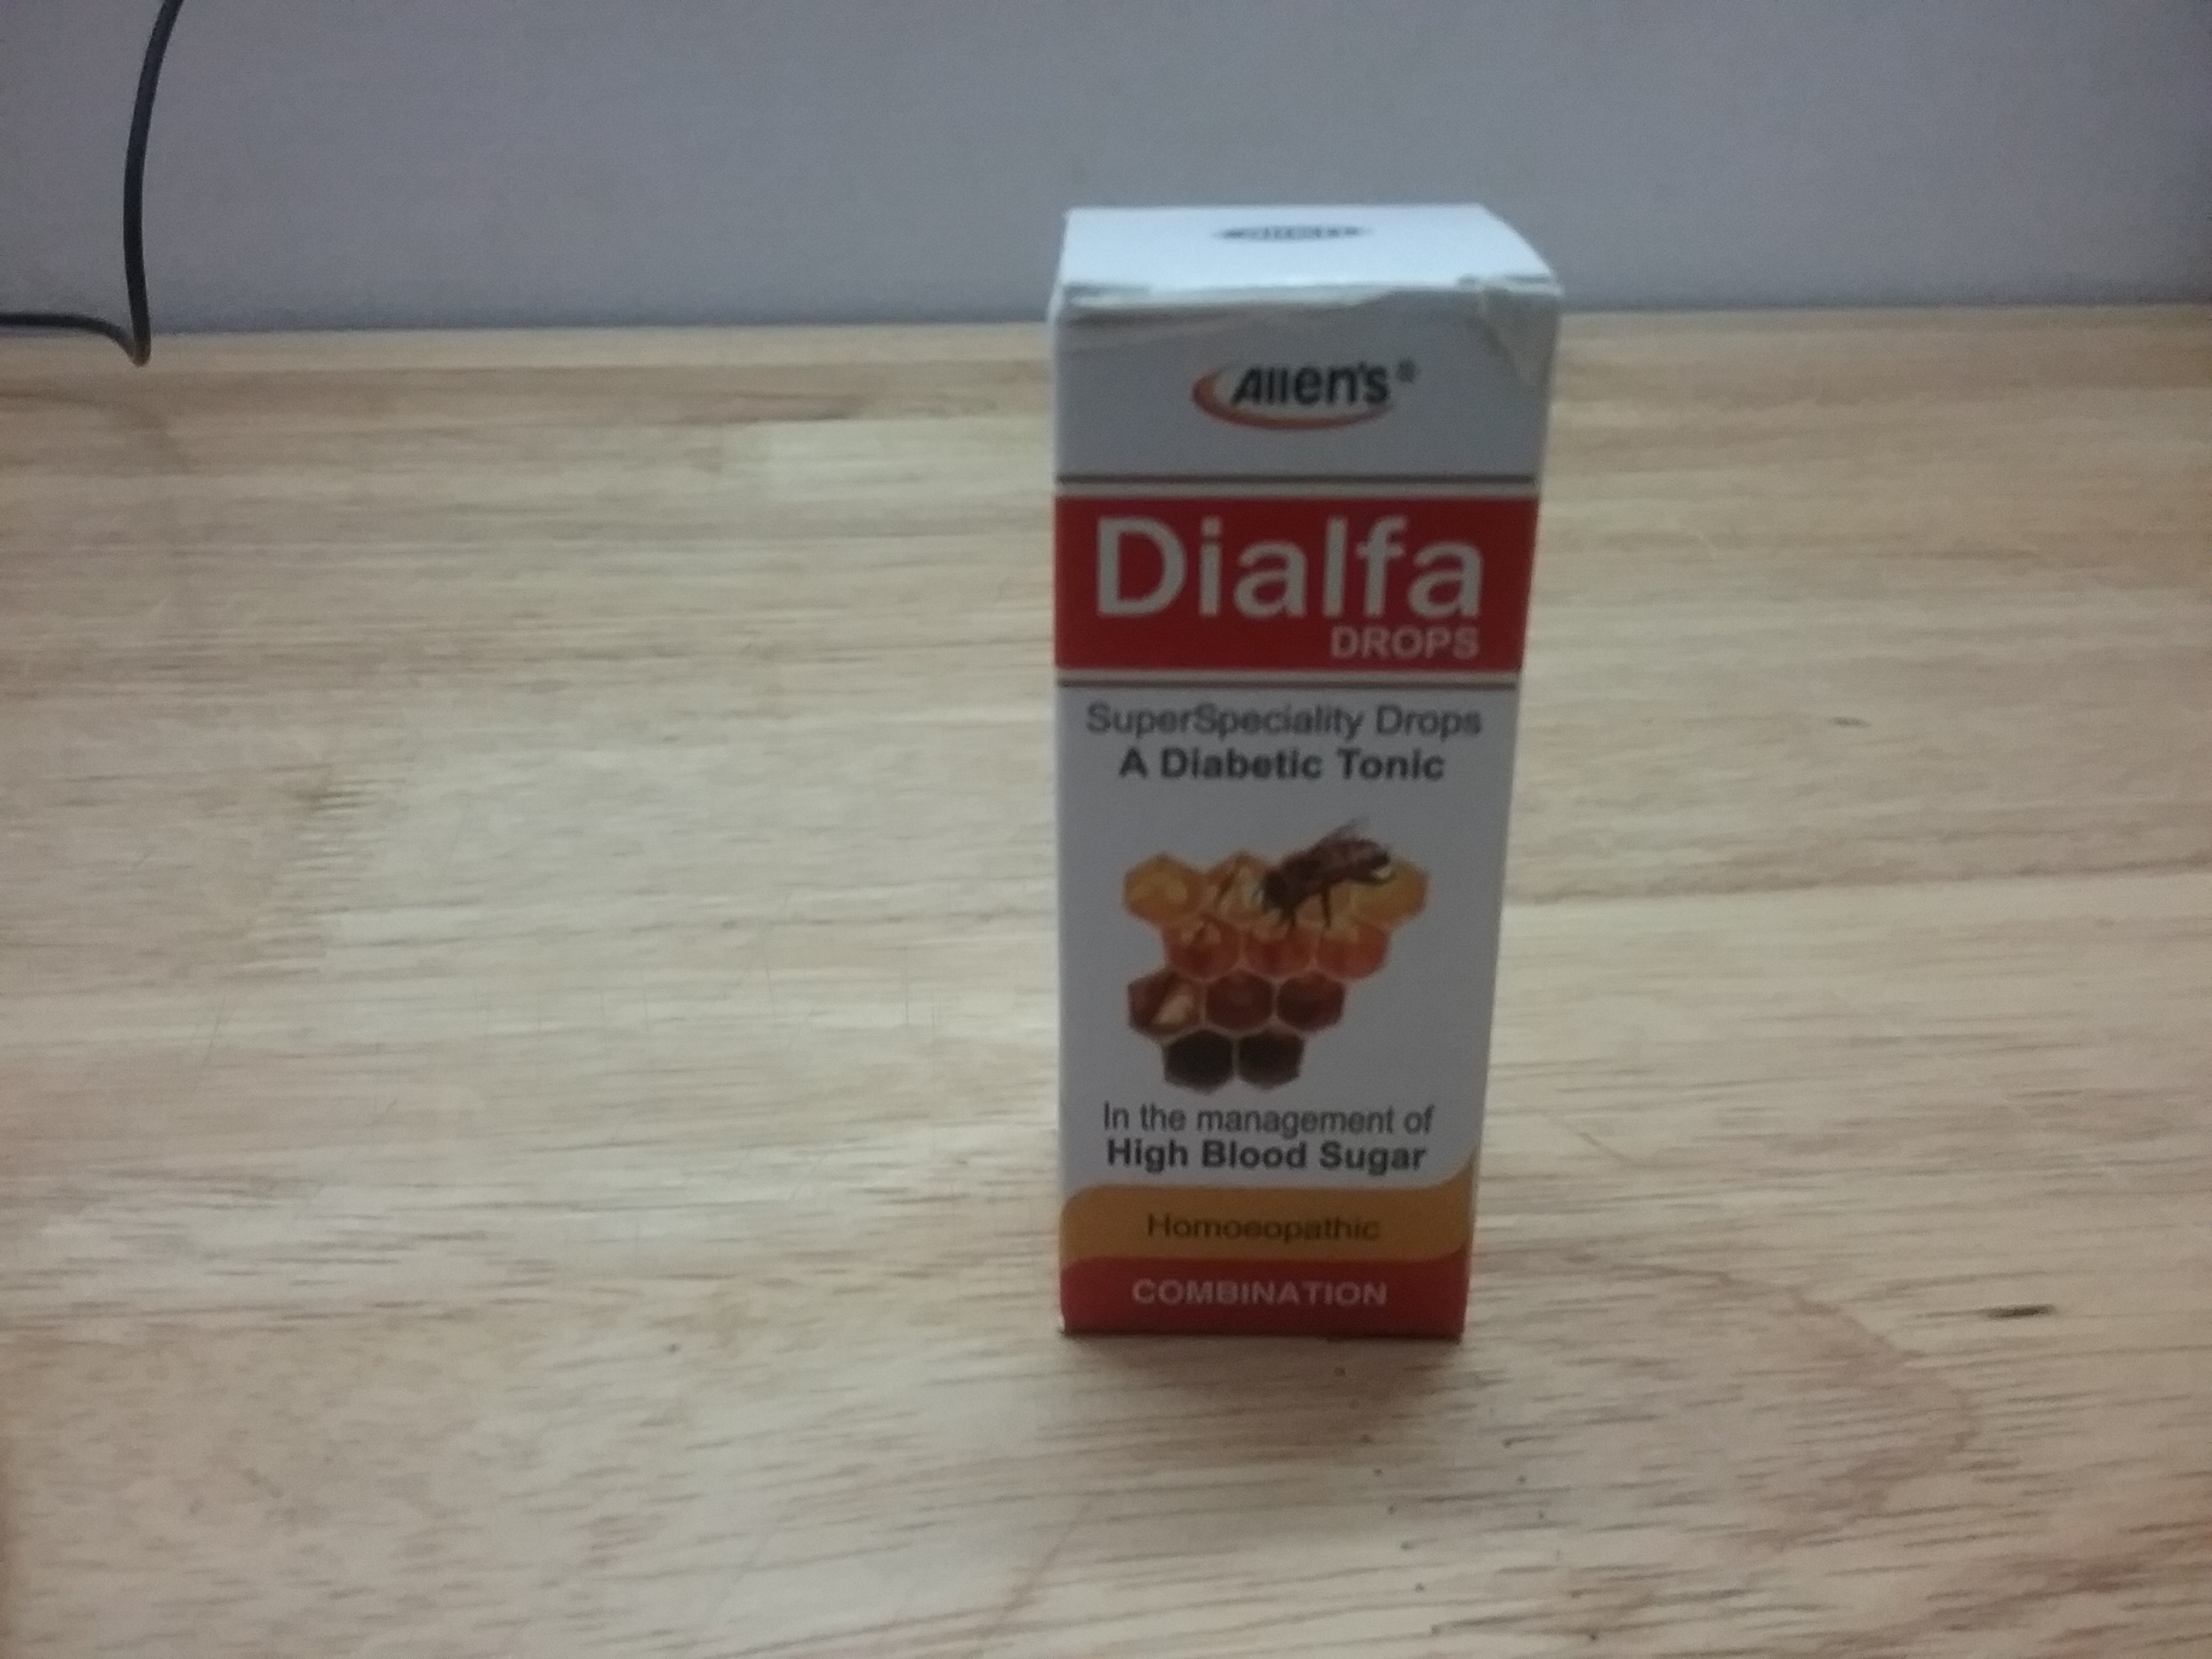 Allen's®
Dialfa
DROPS
SuperSpeciality Drops
A Diabetic Tonic
In the management of
High Blood Sugar
Homoeopathic
COMBINATION